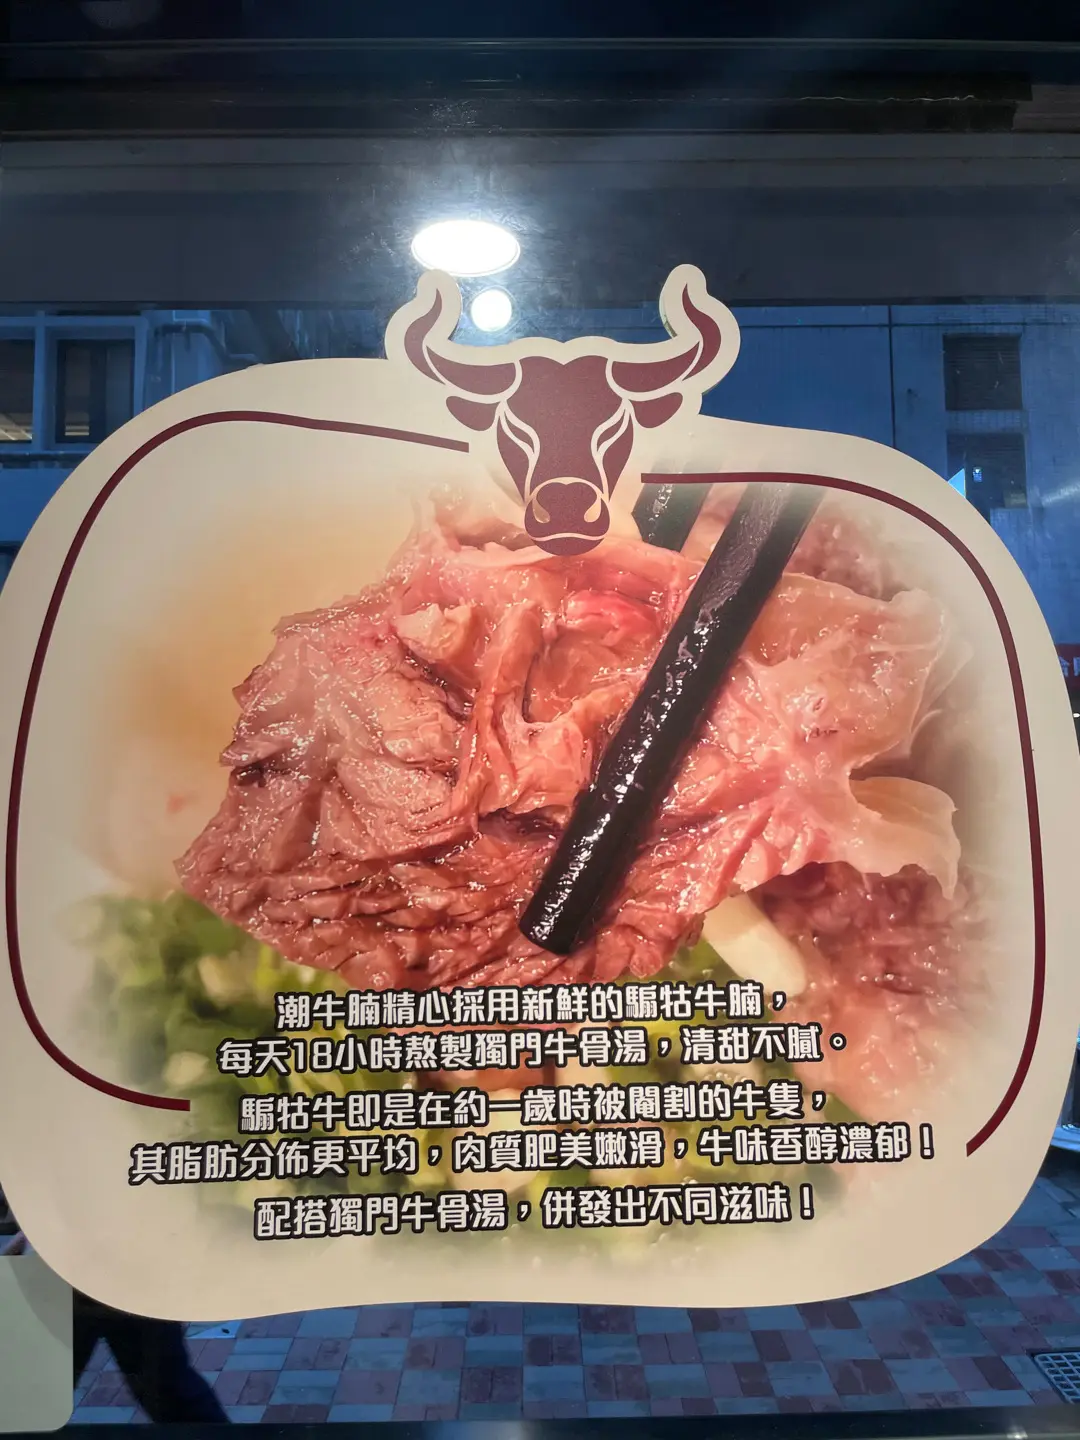 潮牛腩精心採用新鮮的騸牯牛腩，
每天18小時熬製獨門牛骨湯，清甜不膩。
騸牯牛即是在約一歲時被閹割的牛隻，
其脂肪分佈更平均，肉質肥美嫩滑，牛味香醇濃郁！
配搭獨門牛骨湯，併發出不同滋味！